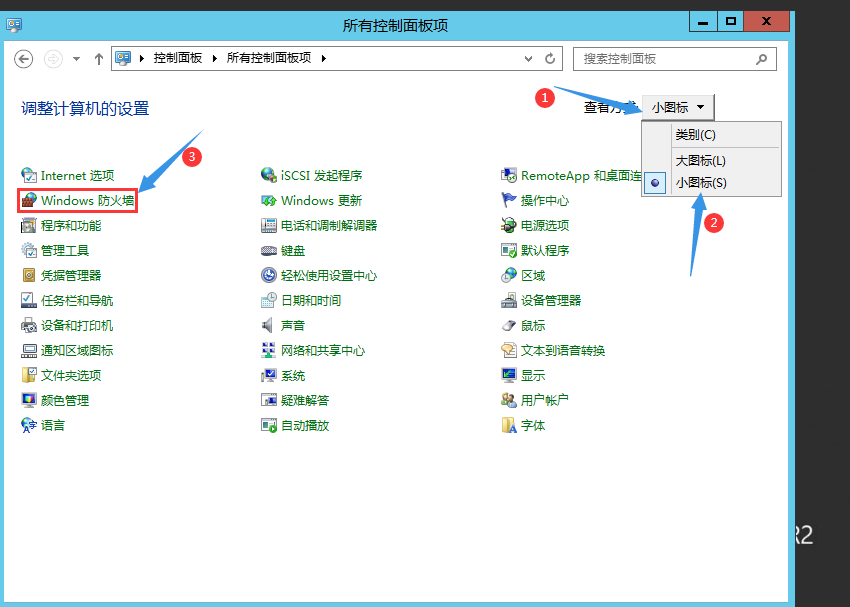 所有控制面板项
控制面板 所有控制面板项
搜索控制面板
调整计算机的设置
1
查看方式:
小图标
类别(C)
大图标(L)
小图标(S)
2
3
Internet 选项
iSCSI 发起程序
RemoteApp 和桌面连
Windows 防火墙
Windows 更新
操作中心
程序和功能
电话和调制解调器
电源选项
管理工具
键盘
默认程序
凭据管理器
轻松使用设置中心
区域
任务栏和导航
日期和时间
设备管理器
设备和打印机
声音
鼠标
通知区域图标
网络和共享中心
文本到语音转换
文件夹选项
系统
显示
颜色管理
疑难解答
用户帐户
语言
自动播放
字体
R2